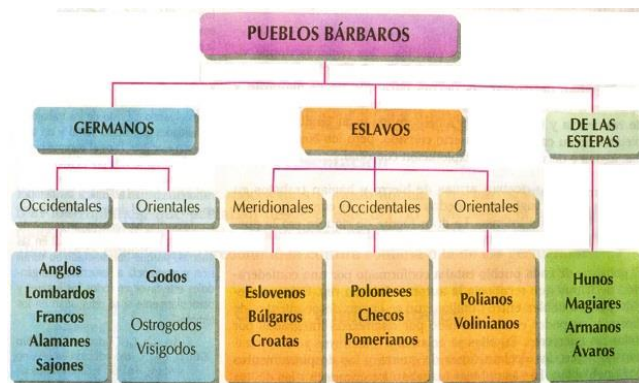 PUEBLOS BÁRBAROS
GERMANOS
ESLAVOS
DE LAS
ESTEPAS
Occidentales
Orientales
Meridionales
Occidentales
Orientales
Anglos
Lombardos
Francos
Alamanes
Sajones
Godos
Ostrogodos
Visigodos
Eslovenos
Búlgaros
Croatas
Poloneses
Checos
Pomerianos
Polianos
Volinianos
Hunos
Magiares
Armanos
Ávaros